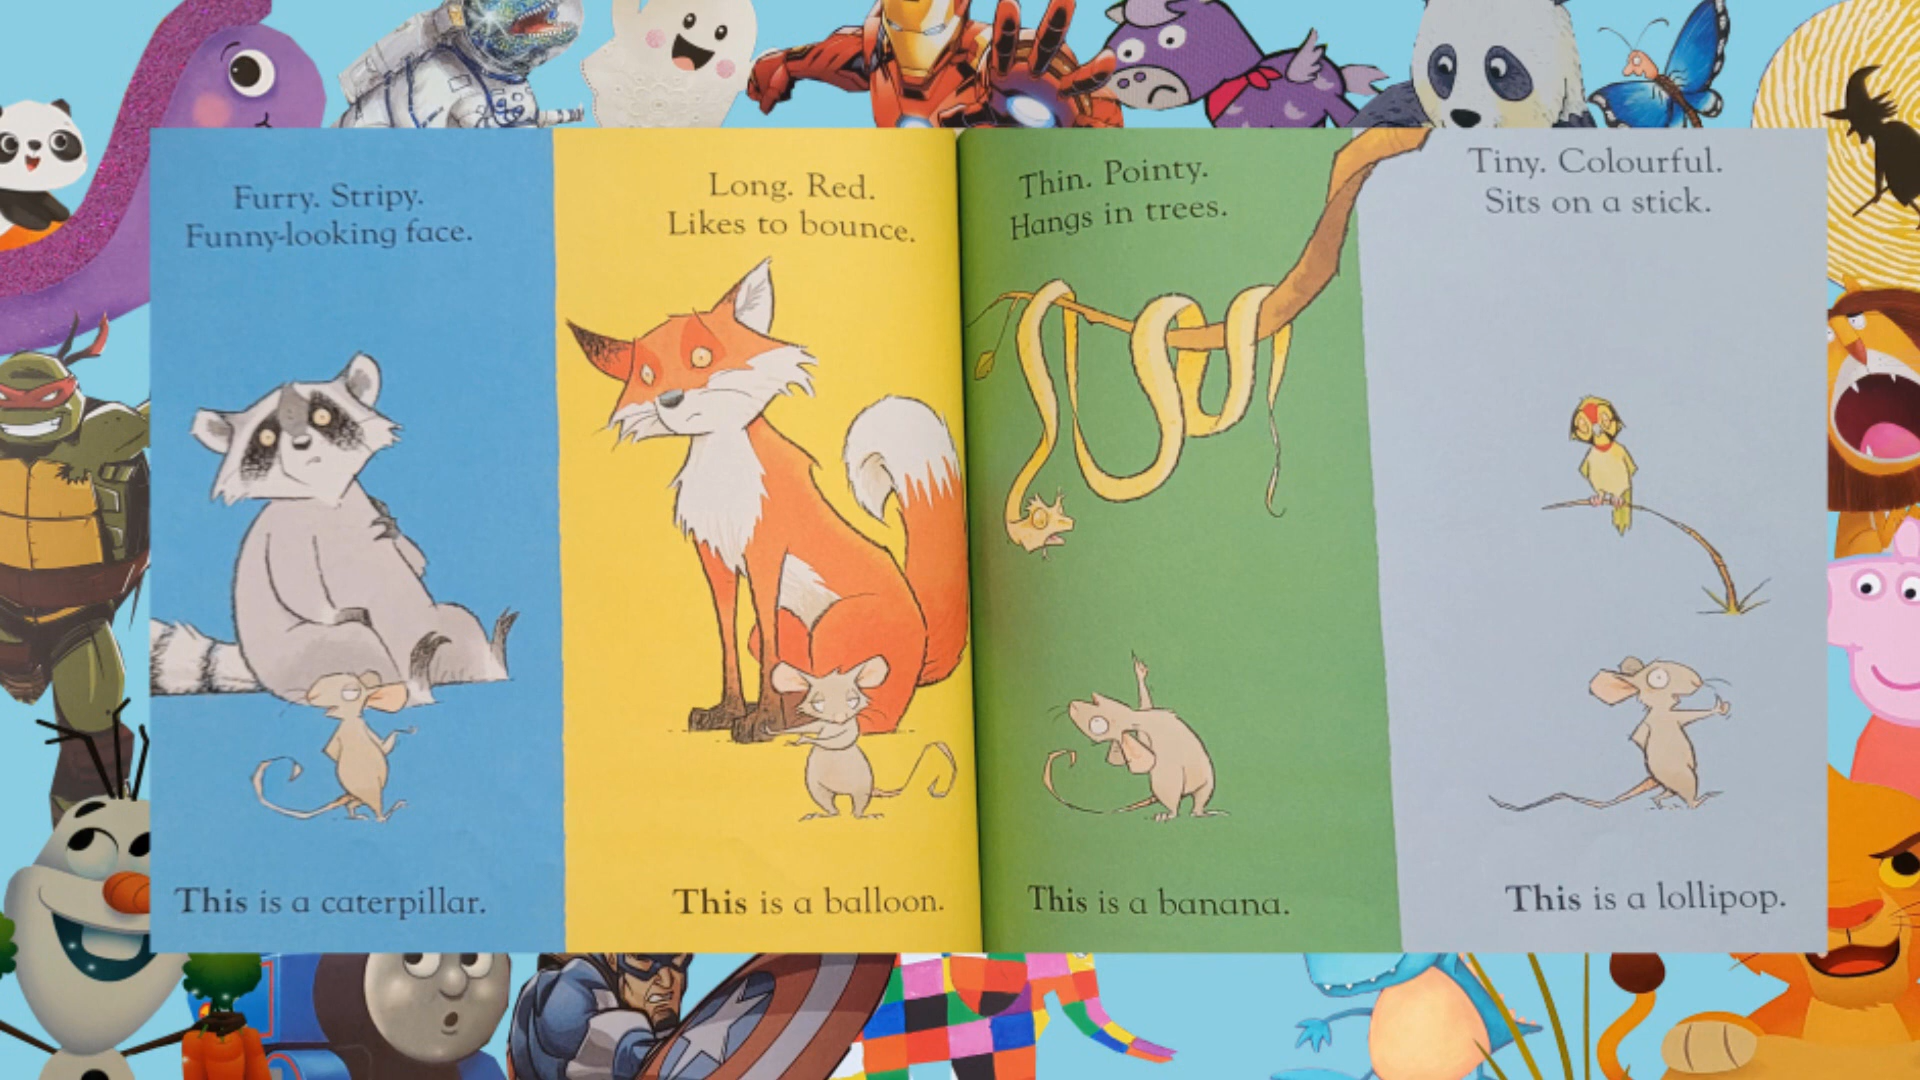 Furry. Stripy.
Funny-looking face.
This is a caterpillar.
Long. Red.
Likes to bounce.
This is a balloon.
Thin. Pointy.
Hangs in trees.
This is a banana.
Tiny. Colourful.
Sits on a stick.
This is a lollipop.